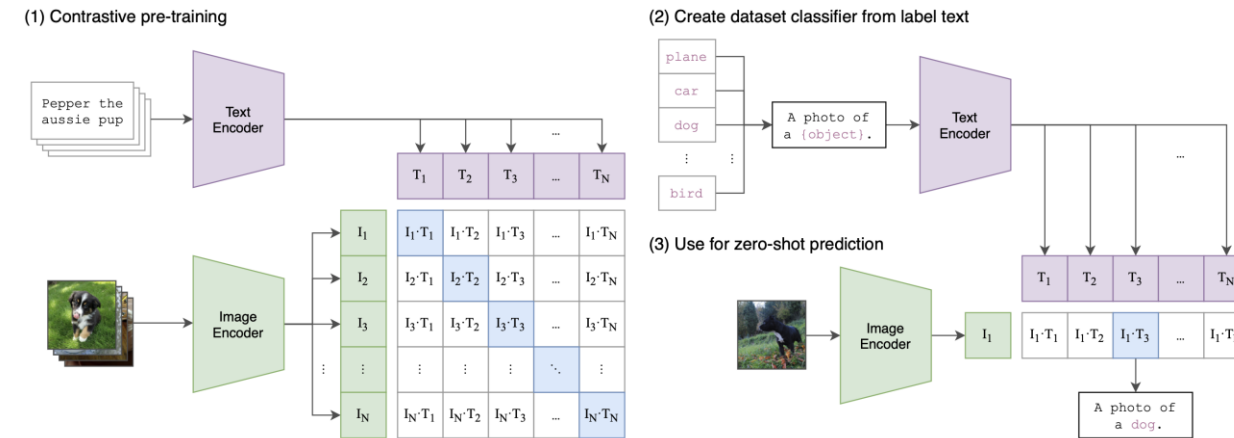 (1) Contrastive pre-training
Pepper the
aussie pup
Text
Encoder
...
T1 T2 T3 ... TN
Image
Encoder
I1 I1·T1 I1·T2 I1·T3 ... I1·TN
I2 I2·T1 I2·T2 I2·T3 ... I2·TN
I3 I3·T1 I3·T2 I3·T3 ... I3·TN
⋮ ⋮ ⋮ ⋮ ⋮ ⋱ ⋮
IN IN·T1 IN·T2 IN·T3 ... IN·TN
(2) Create dataset classifier from label text
plane
car
dog
⋮ ⋮
bird
A photo of
a {object}.
Text
Encoder
...
(3) Use for zero-shot prediction
T1 T2 T3 ... TN
Image
Encoder
I1 I1·T1 I1·T2 I1·T3 ...
A photo of
a dog.